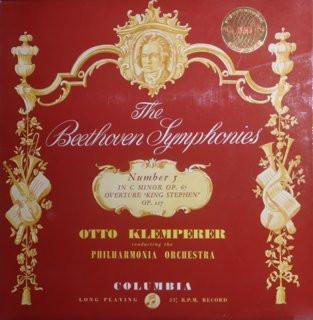 The
Beethoven Symphonies
Number 5
IN C MINOR OP. 67
OVERTURE "KING STEPHEN"
OP. 117
OTTO KLEMPERER
conducting the
PHILHARMONIA ORCHESTRA
COLUMBIA
LONG PLAYING 33⅓ R.P.M. RECORD